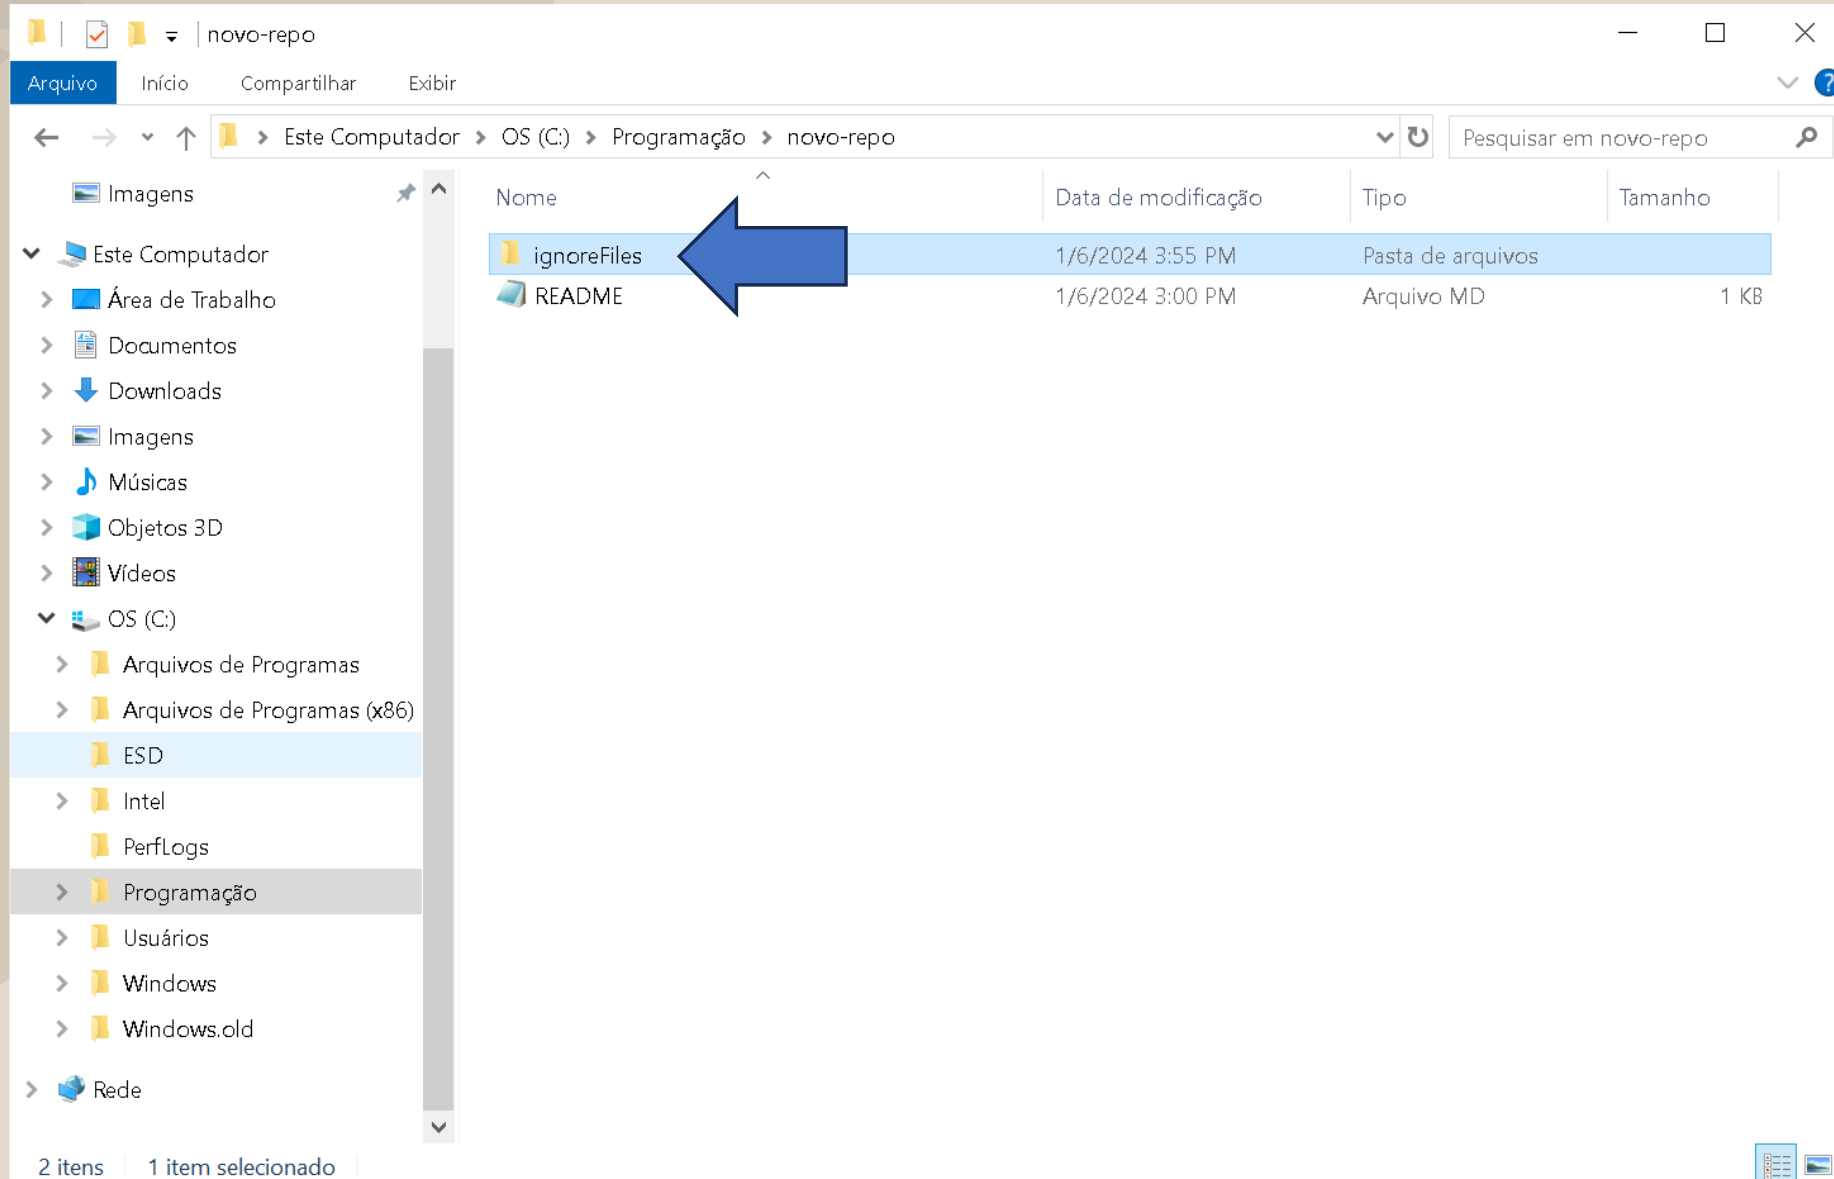 novo-repo
Arquivo Início Compartilhar Exibir
Este Computador OS (C:) Programação novo-repo
Pesquisar em novo-repo
Nome Data de modificação Tipo Tamanho
ignoreFiles 1/6/2024 3:55 PM Pasta de arquivos
README 1/6/2024 3:00 PM Arquivo MD 1 KB
Imagens
Este Computador
Área de Trabalho
Documentos
Downloads
Imagens
Músicas
Objetos 3D
Vídeos
OS (C:)
Arquivos de Programas
Arquivos de Programas (x86)
ESD
Intel
PerfLogs
Programação
Usuários
Windows
Windows.old
Rede
2 itens 1 item selecionado